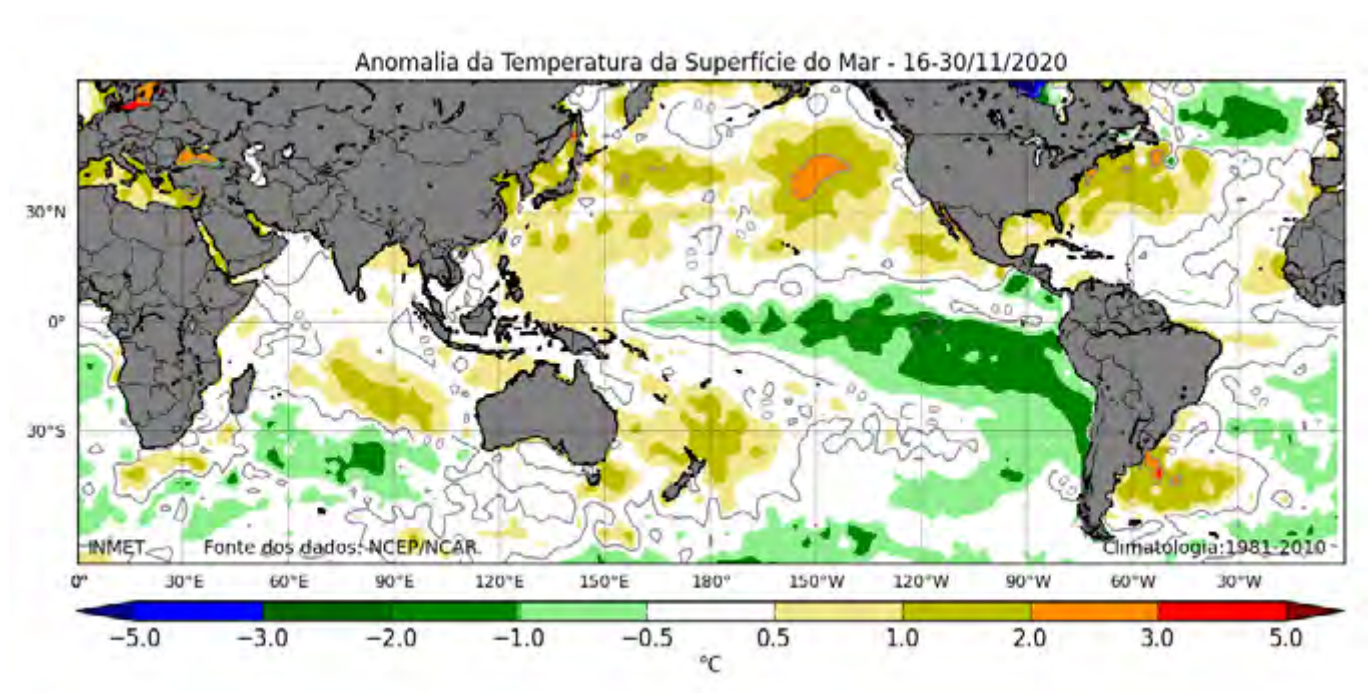 Anomalia da Temperatura da Superfície do Mar - 16-30/11/2020
30°N
0°
30°S
INMET Fonte dos dados: NCEP/NCAR. Climatologia:1981-2010
0° 30°E 60°E 90°E 120°E 150°E 180° 150°W 120°W 90°W 60°W 30°W
−5.0 −3.0 −2.0 −1.0 −0.5 0.5 1.0 2.0 3.0 5.0
°C